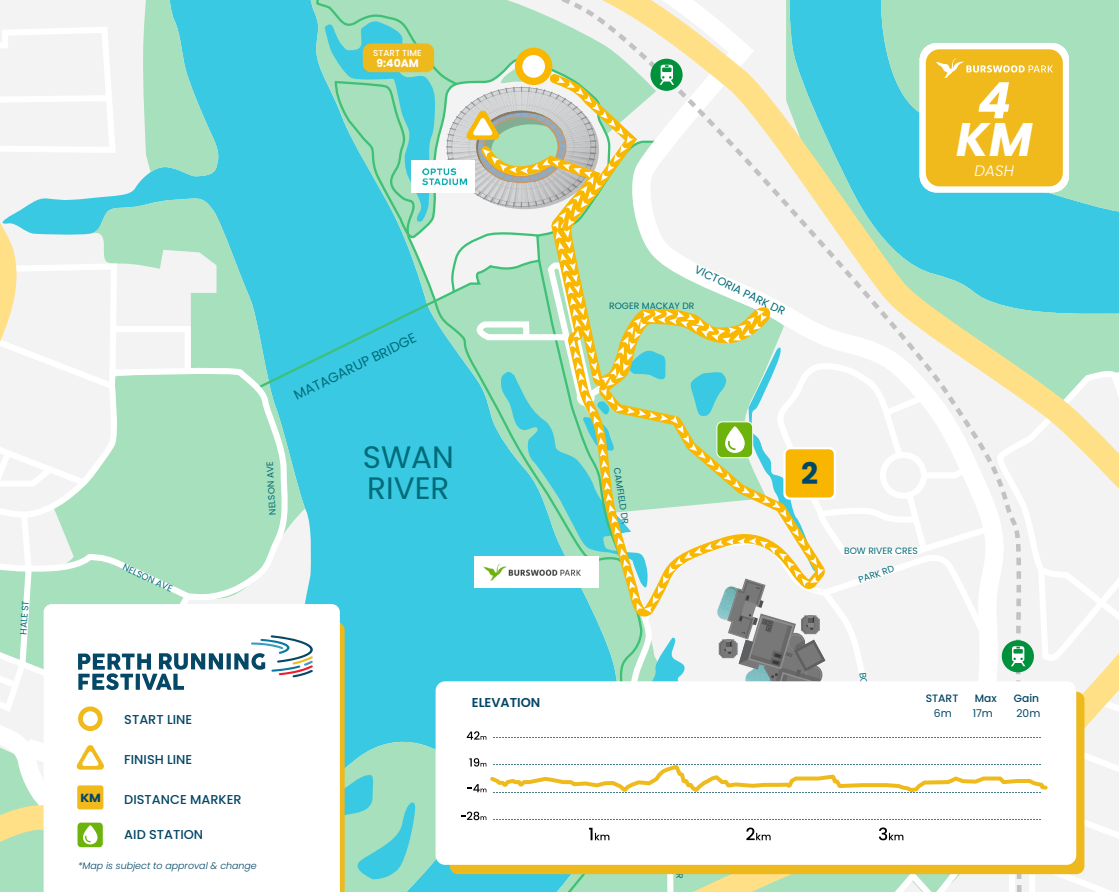 START TIME
9:40AM
BURSWOOD PARK
4
KM
DASH
OPTUS
STADIUM
VICTORIA PARK DR
ROGER MACKAY DR
MATAGARUP BRIDGE
SWAN
RIVER
NELSON AVE
CAMFIELD DR
2
BOW RIVER CRES
PARK RD
BURSWOOD PARK
NELSON AVE
HALE ST
PERTH RUNNING
FESTIVAL
START LINE
FINISH LINE
KM DISTANCE MARKER
AID STATION
*Map is subject to approval & change
ELEVATION
START Max Gain
6m 17m 20m
42m
19m
-4m
-28m
1km 2km 3km